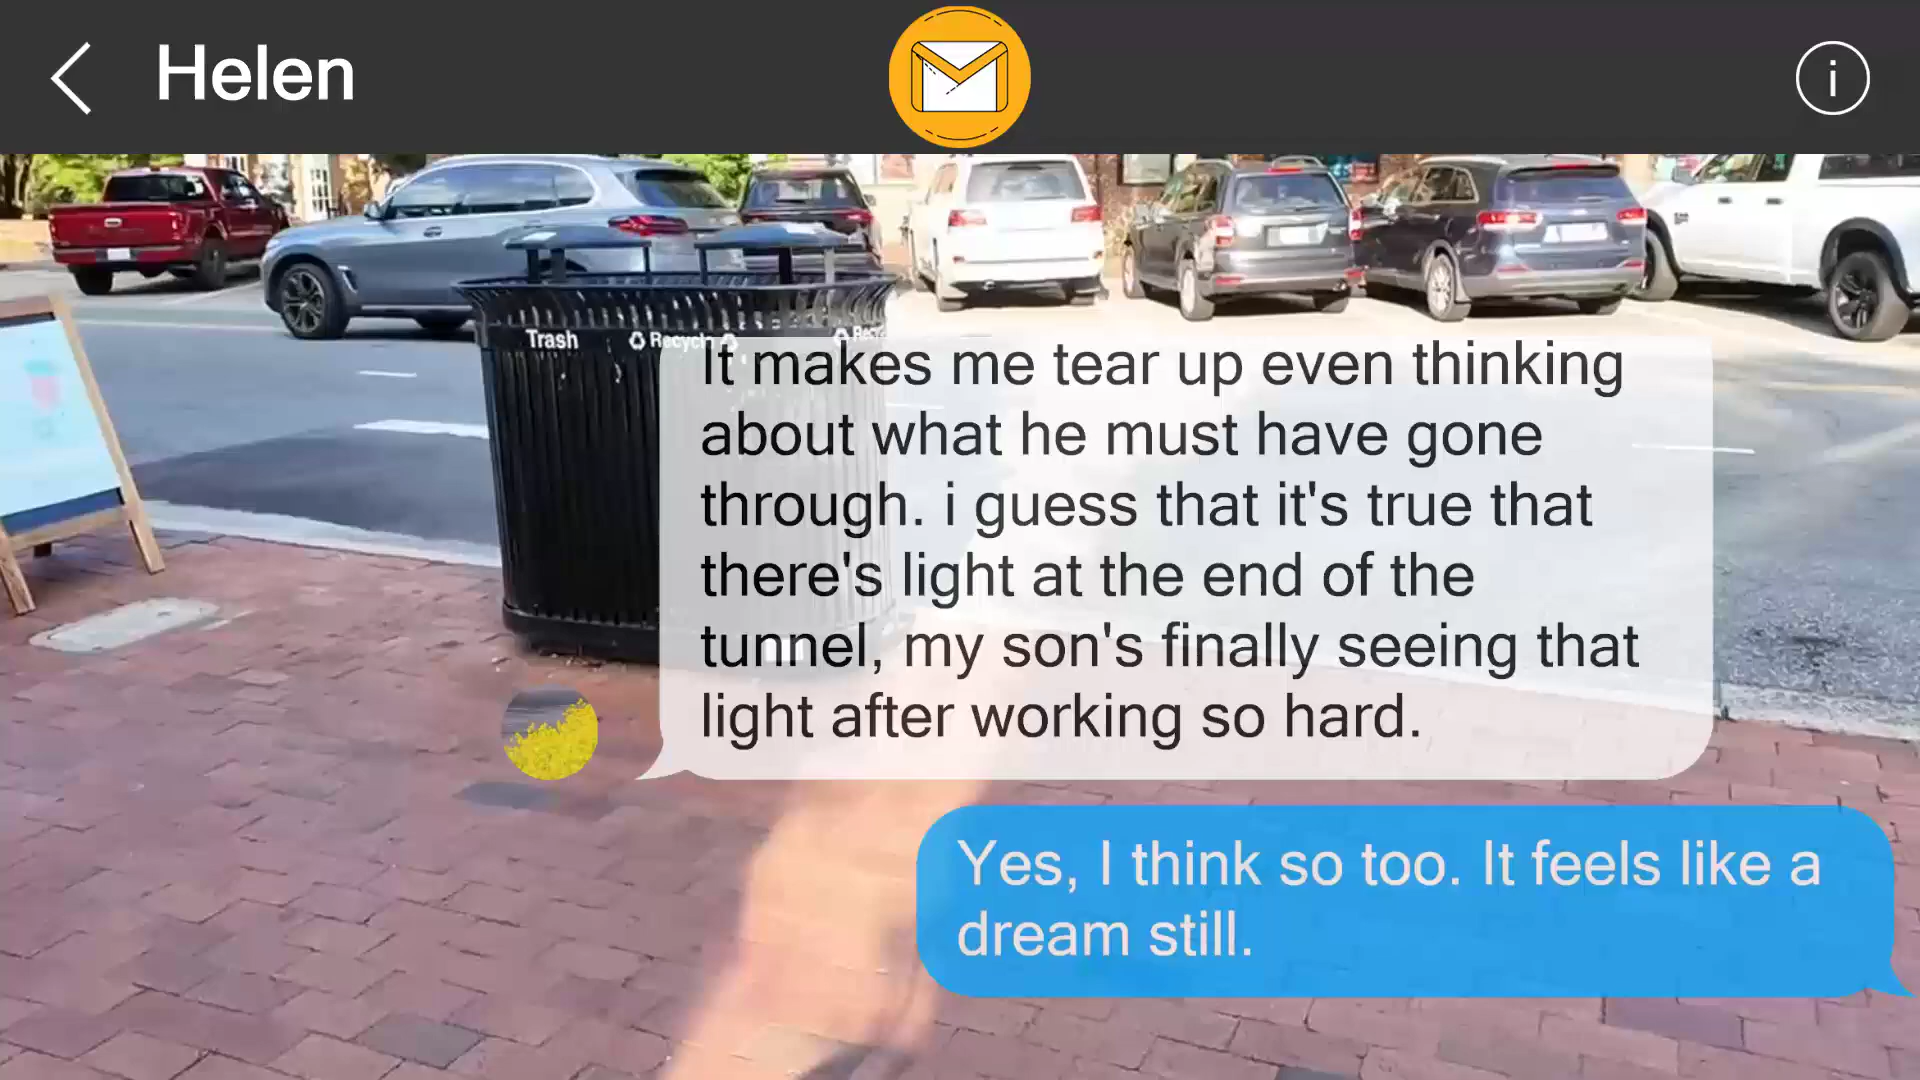 Helen
i
Trash
Recycle
It makes me tear up even thinking
about what he must have gone
through. i guess that it's true that
there's light at the end of the
tunnel, my son's finally seeing that
light after working so hard.
Yes, I think so too. It feels like a
dream still.